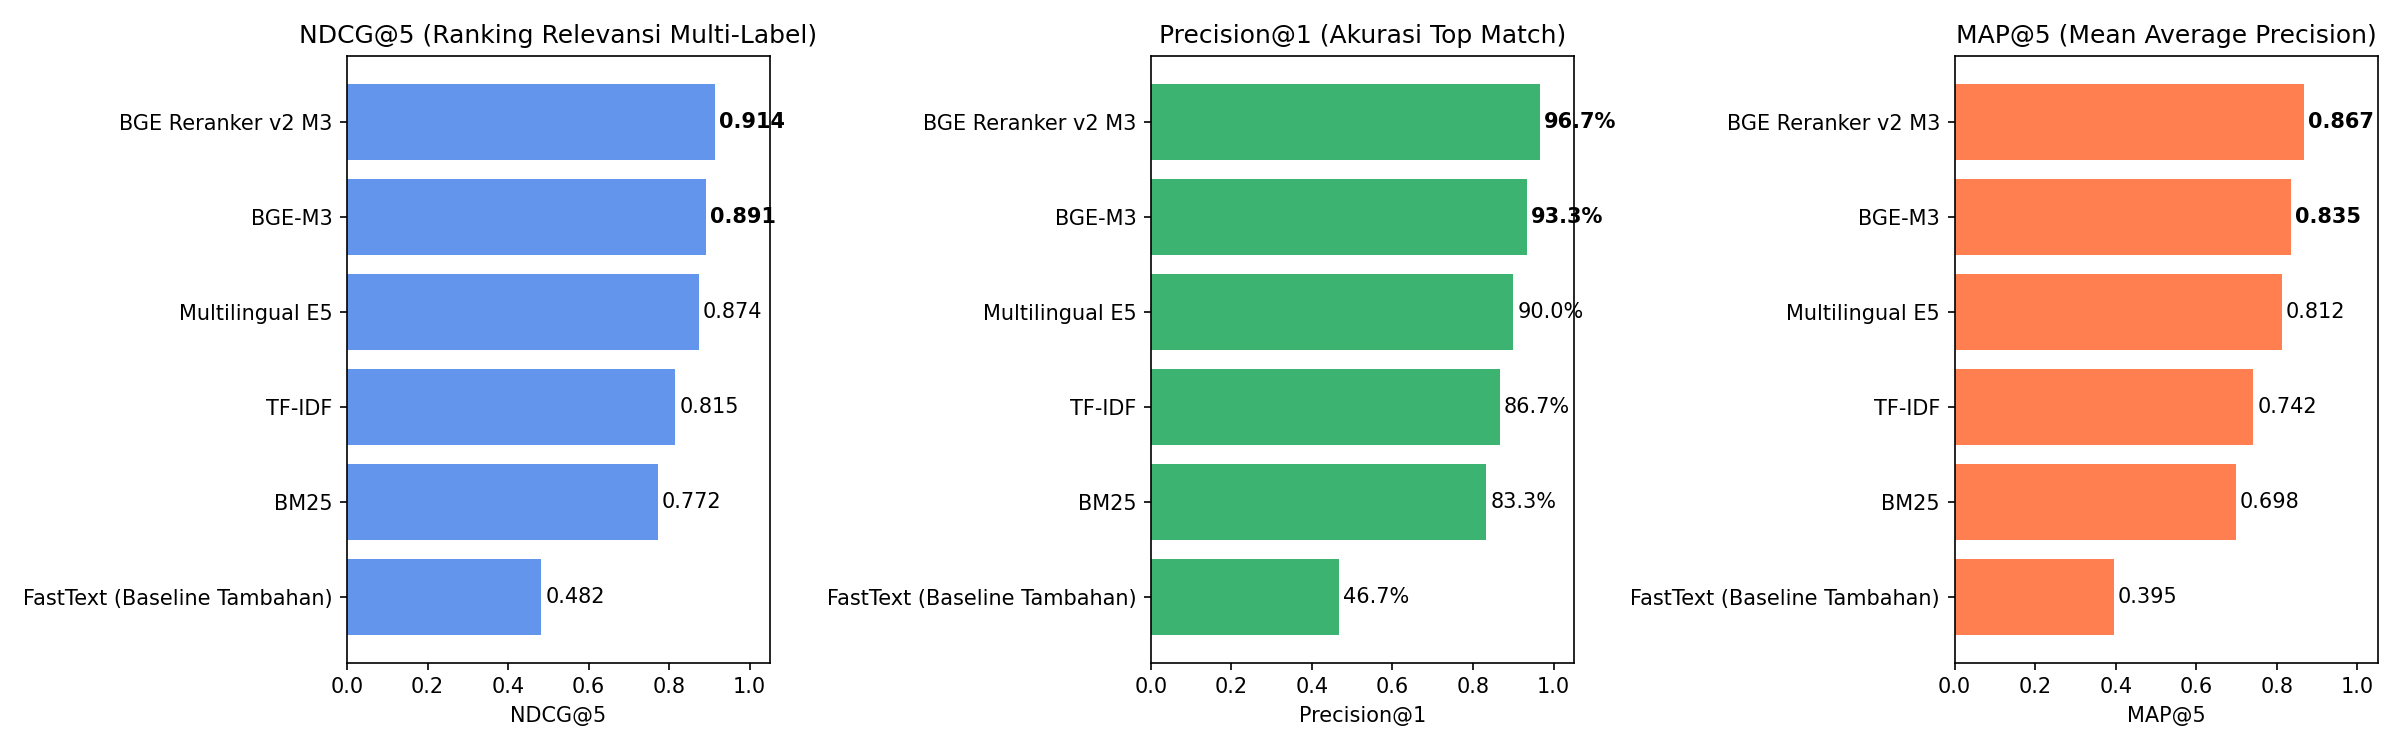 NDCG@5 (Ranking Relevansi Multi-Label)
BGE Reranker v2 M3
0.914
BGE-M3
0.891
Multilingual E5
0.874
TF-IDF
0.815
BM25
0.772
FastText (Baseline Tambahan)
0.482
0.0 0.2 0.4 0.6 0.8 1.0
NDCG@5
Precision@1 (Akurasi Top Match)
BGE Reranker v2 M3
96.7%
BGE-M3
93.3%
Multilingual E5
90.0%
TF-IDF
86.7%
BM25
83.3%
FastText (Baseline Tambahan)
46.7%
0.0 0.2 0.4 0.6 0.8 1.0
Precision@1
MAP@5 (Mean Average Precision)
BGE Reranker v2 M3
0.867
BGE-M3
0.835
Multilingual E5
0.812
TF-IDF
0.742
BM25
0.698
FastText (Baseline Tambahan)
0.395
0.0 0.2 0.4 0.6 0.8 1.0
MAP@5